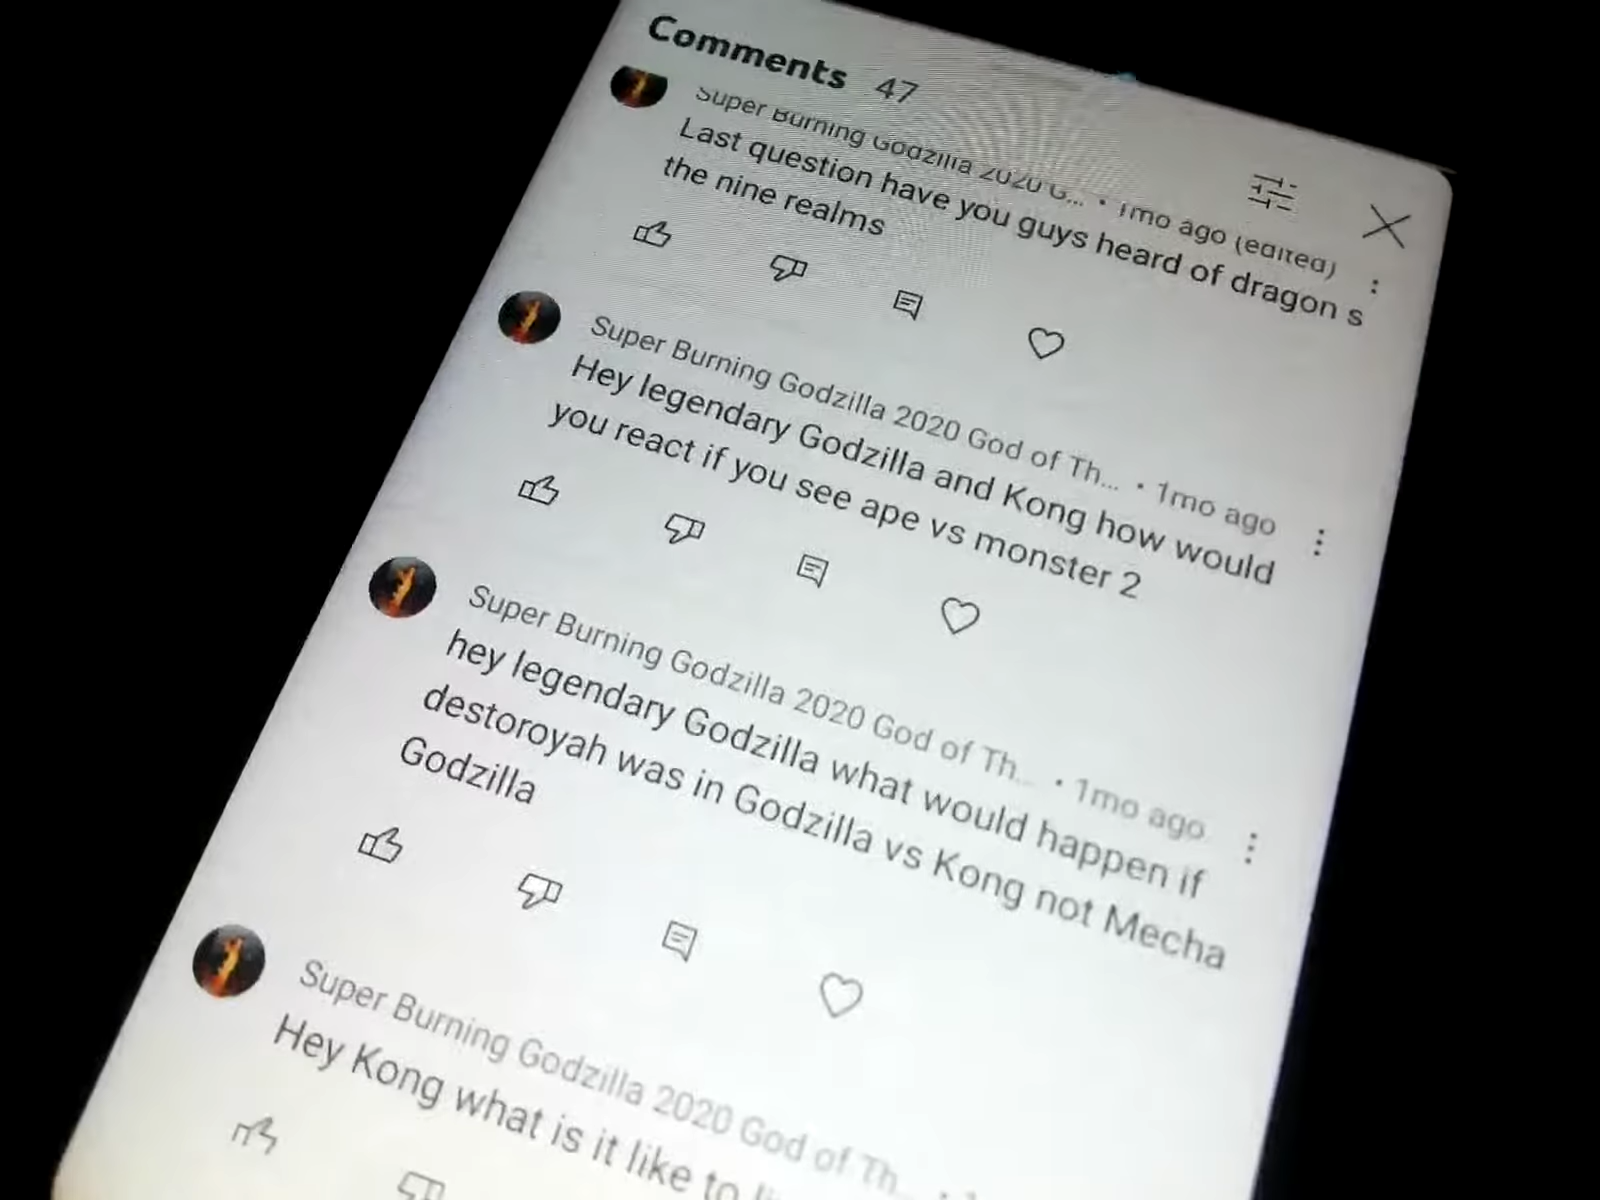 Comments 47
Super Burning Godzilla 2020 G... · 1mo ago (edited)
Last question have you guys heard of dragon s
the nine realms
Super Burning Godzilla 2020 God of Th... · 1mo ago
Hey legendary Godzilla and Kong how would
you react if you see ape vs monster 2
Super Burning Godzilla 2020 God of Th... · 1mo ago
hey legendary Godzilla what would happen if
destoroyah was in Godzilla vs Kong not Mecha
Godzilla
Super Burning Godzilla 2020 God of Th...
Hey Kong what is it like to